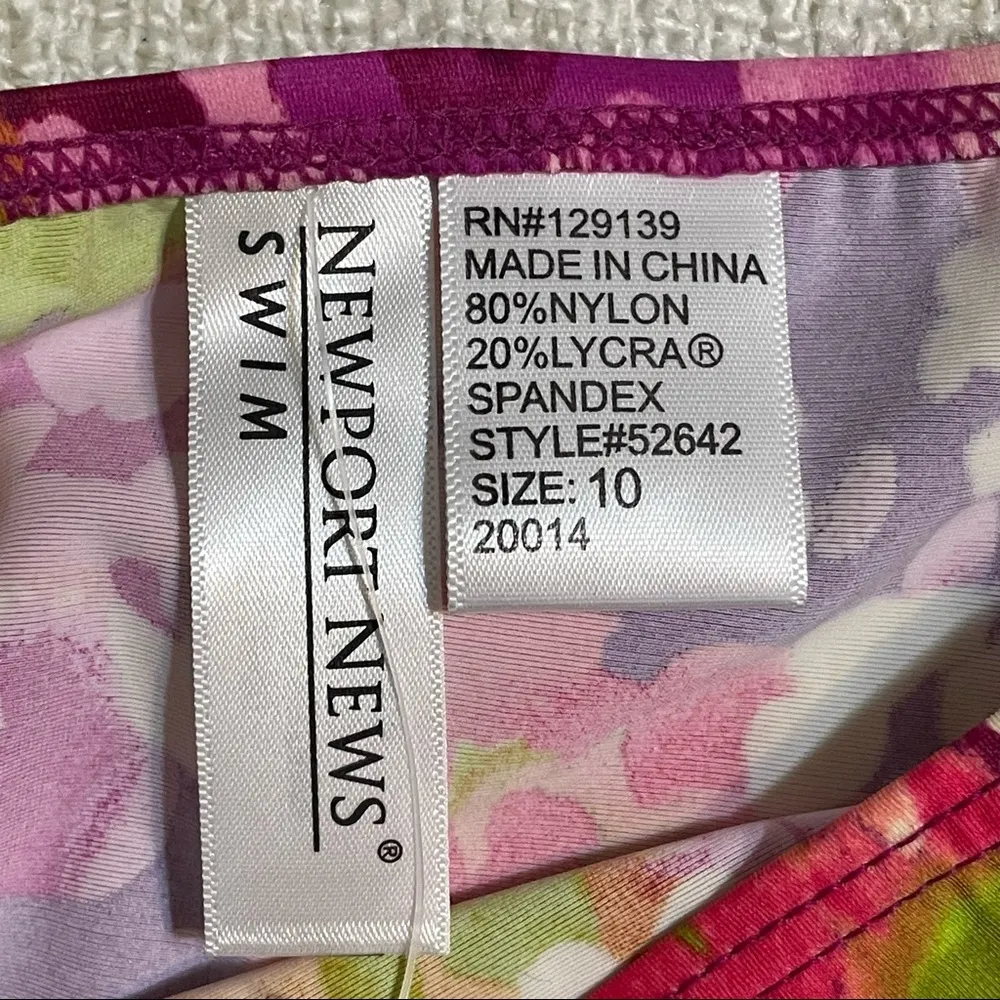 NEWPORT NEWS®
SWIM
RN#129139
MADE IN CHINA
80%NYLON
20%LYCRA®
SPANDEX
STYLE#52642
SIZE: 10
20014